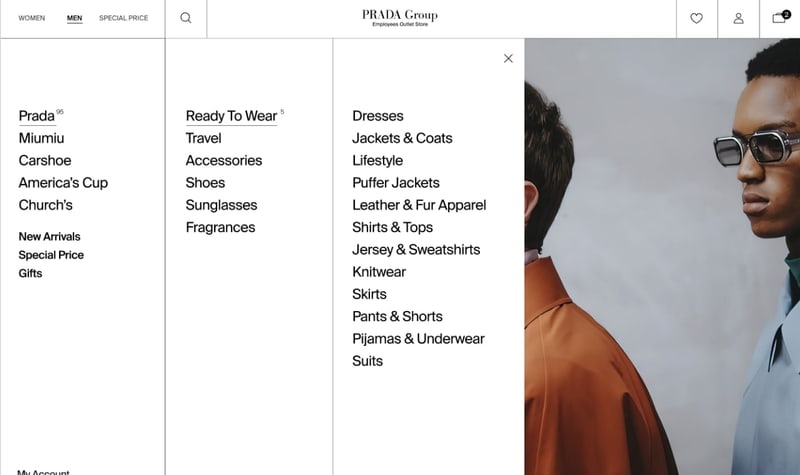 WOMEN
MEN
SPECIAL PRICE
PRADA Group
Employees Outlet Store
2
Prada 95
Miumiu
Carshoe
America's Cup
Church's
New Arrivals
Special Price
Gifts
My Account
Ready To Wear 5
Travel
Accessories
Shoes
Sunglasses
Fragrances
Dresses
Jackets & Coats
Lifestyle
Puffer Jackets
Leather & Fur Apparel
Shirts & Tops
Jersey & Sweatshirts
Knitwear
Skirts
Pants & Shorts
Pijamas & Underwear
Suits